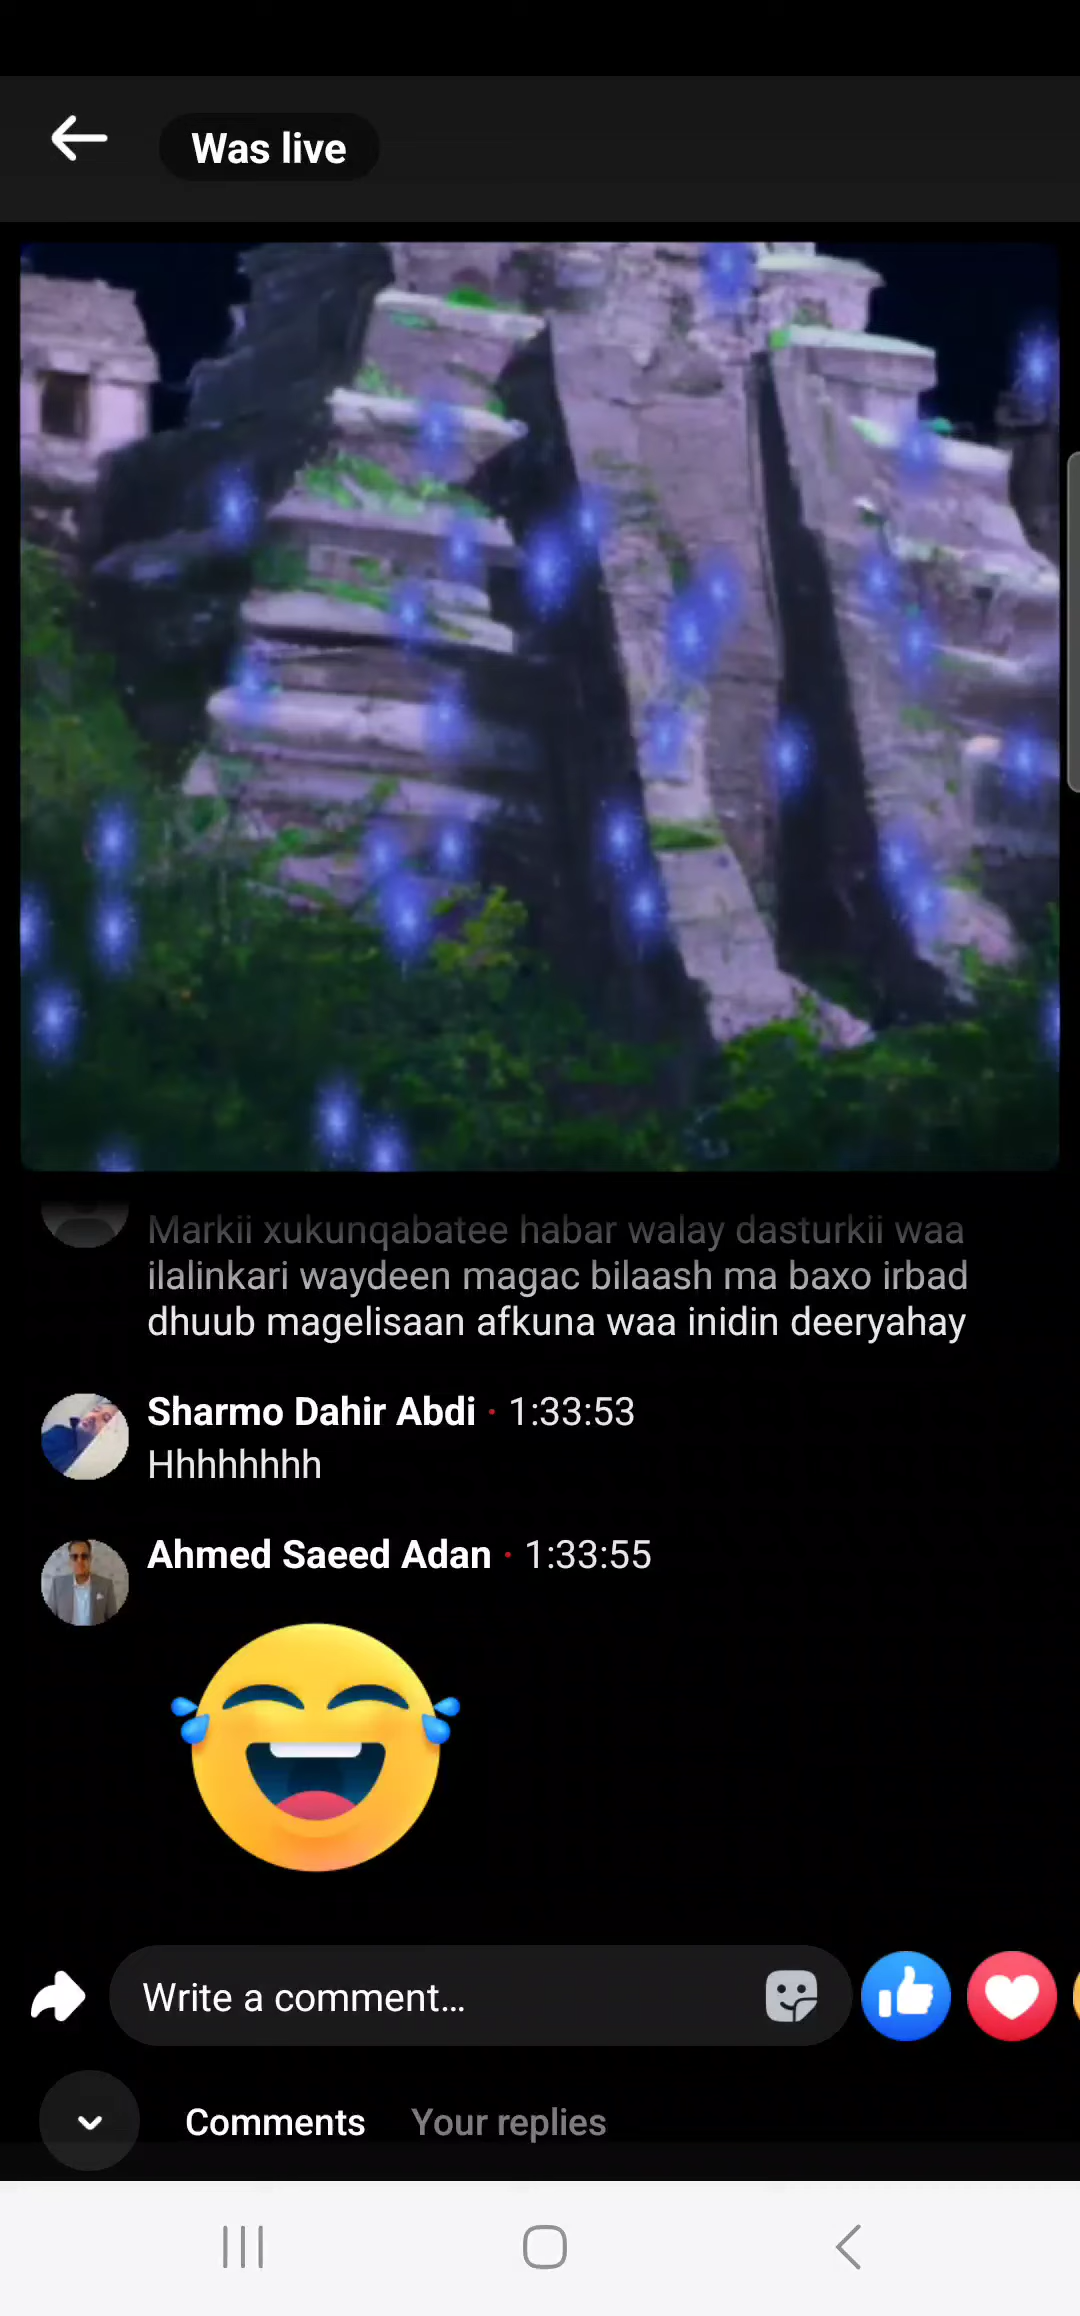 Was live
Markii xukunqabatee habar walay dasturkii waa
ilalinkari waydeen magac bilaash ma baxo irbad
dhuub magelisaan afkuna waa inidin deeryahay
Sharmo Dahir Abdi · 1:33:53
Hhhhhhhh
Ahmed Saeed Adan · 1:33:55
Write a comment...
Comments Your replies